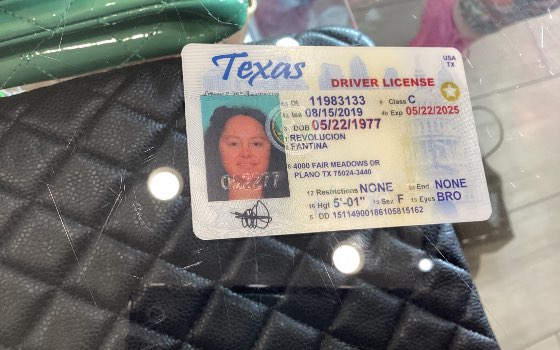 Texas
USA
TX
DRIVER LICENSE
4d DL 11983133 9 Class C
4a Iss 08/15/2019 4b Exp 05/22/2025
3 DOB 05/22/1977
1 REVOLUCION
2 FANTINA
8 4000 FAIR MEADOWS DR
PLANO TX 75024-3440
12 Restrictions NONE 9a End NONE
16 Hgt 5'-01" 15 Sex F 18 Eyes BRO
5 DD 15114900186105815162